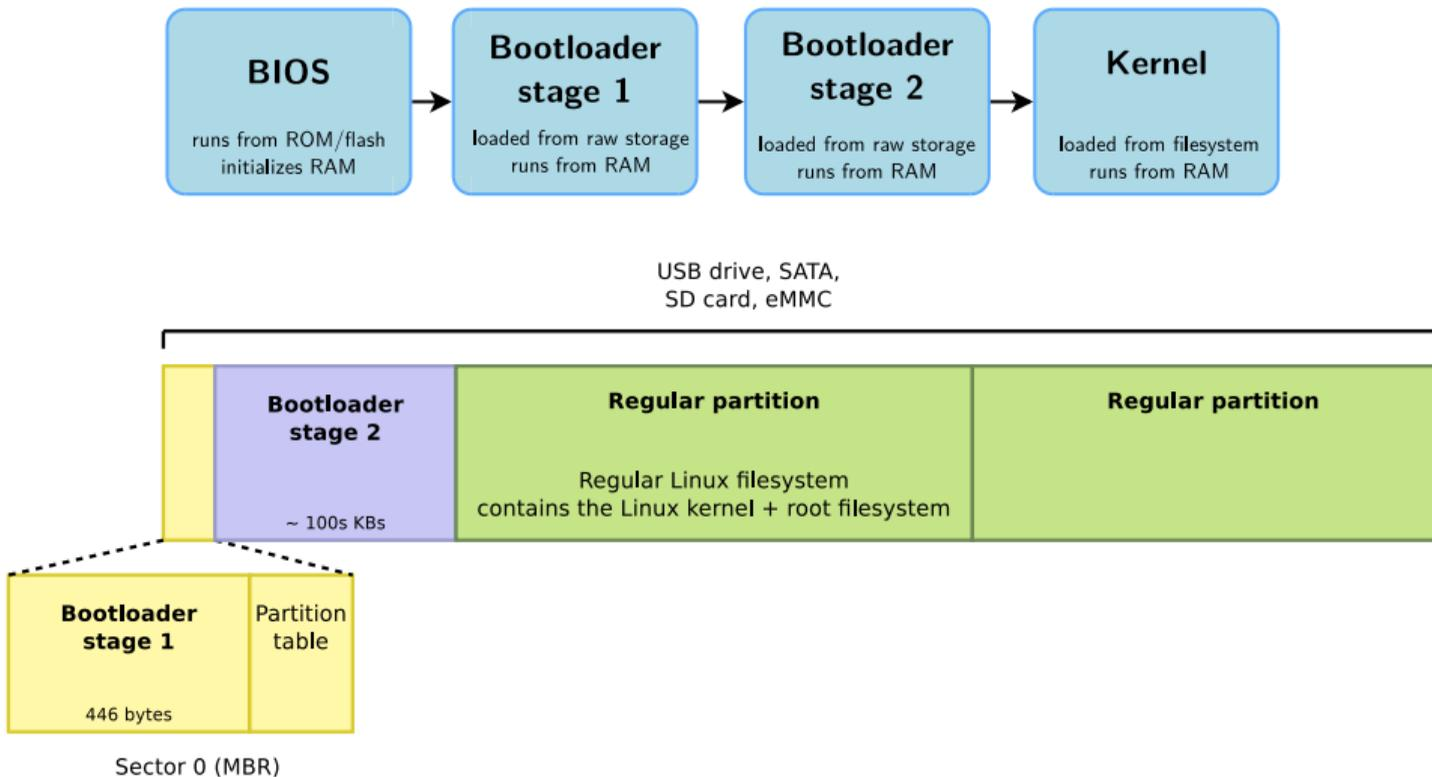 BIOS
runs from ROM/flash
initializes RAM
Bootloader
stage 1
loaded from raw storage
runs from RAM
Bootloader
stage 2
loaded from raw storage
runs from RAM
Kernel
loaded from filesystem
runs from RAM
USB drive, SATA,
SD card, eMMC
Bootloader
stage 2
~ 100s KBs
Regular partition
Regular Linux filesystem
contains the Linux kernel + root filesystem
Regular partition
Bootloader
stage 1
446 bytes
Partition
table
Sector 0 (MBR)